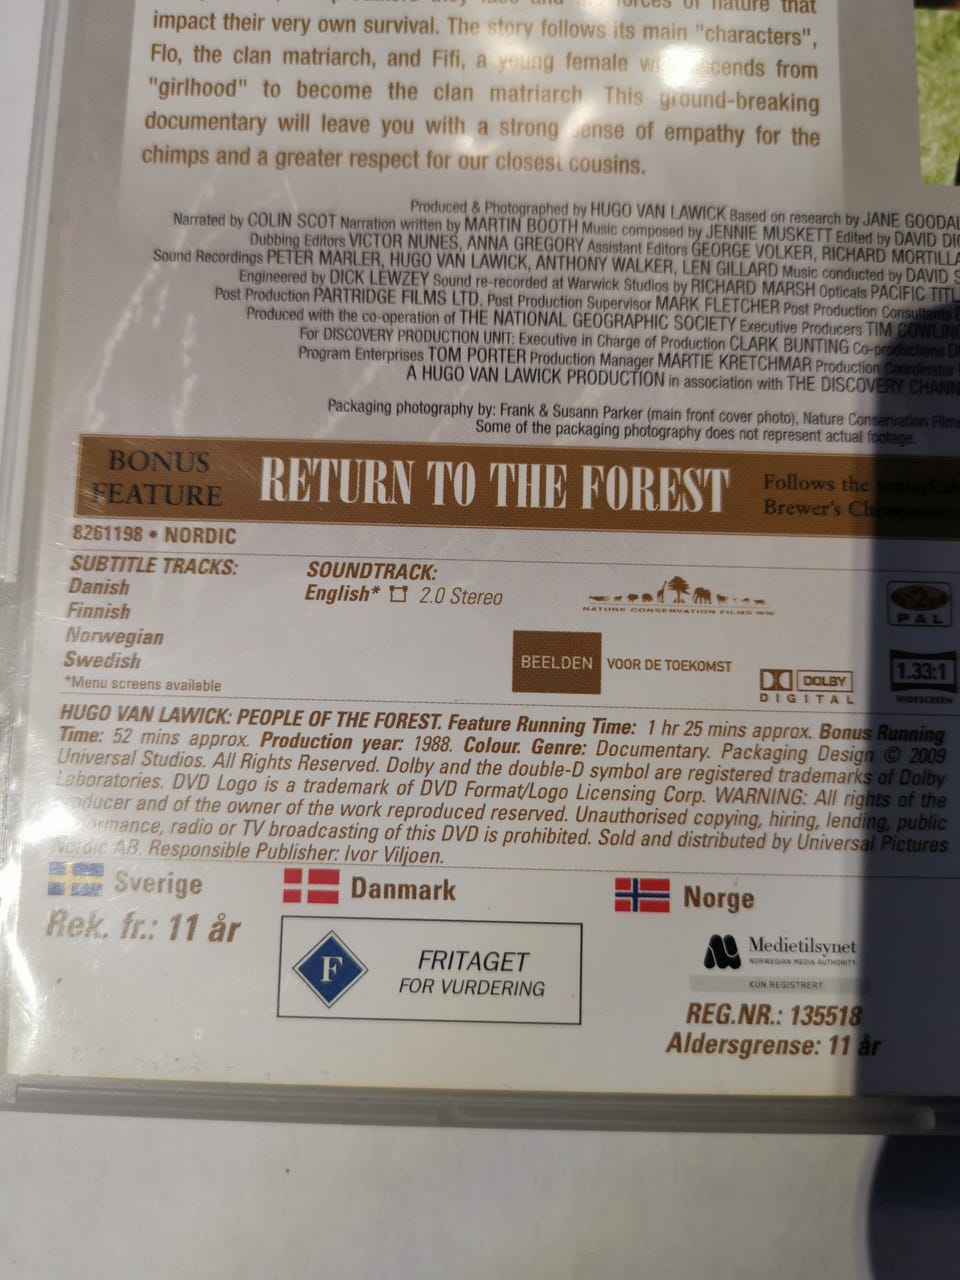 impact their very own survival. The story follows its main "characters",
Flo, the clan matriarch, and Fifi, a young female
"girlhood" to become the clan matriarch. This ground-breaking
documentary will leave you with a strong sense of empathy for the
chimps and a greater respect for our closest cousins.
Produced & Photographed by HUGO VAN LAWICK Based on research by JANE
Narrated by COLIN SCOT Narration written by MARTIN BOOTH Music composed by JENNIE MUSKETT Edited by DAVID
Dubbing Editors VICTOR NUNES, ANNA GREGORY Assistant Editors GEORGE VOLKER, RICHARD
Sound Recordings PETER MARLER, HUGO VAN LAWICK, ANTHONY WALKER, LEN GILLARD Music conducted by DAVID
Engineered by DICK LEWZEY Sound re-recorded at Warwick Studios by RICHARD MARSH Opticals PACIFIC
Post Production PARTRIDGE FILMS LTD. Post Production Supervisor MARK FLETCHER Post Production Consultants
Produced with the co-operation of THE NATIONAL GEOGRAPHIC SOCIETY Executive Producers TIM
For DISCOVERY PRODUCTION UNIT: Executive in Charge of Production CLARK BUNTING Co-productions
Program Enterprises TOM PORTER Production Manager MARTIE KRETCHMAR Production Coordinator
A HUGO VAN LAWICK PRODUCTION in association with THE DISCOVERY
Packaging photography by: Frank & Susann Parker (main front cover photo), Nature Conservation Films
Some of the packaging photography does not represent actual footage.
BONUS
FEATURE
RETURN TO THE FOREST
Follows the
Brewer's
8261198 • NORDIC
SUBTITLE TRACKS:
Danish
Finnish
Norwegian
Swedish
*Menu screens available
SOUNDTRACK:
English* 2.0 Stereo
NATURE CONSERVATION FILMS WW
BEELDEN VOOR DE TOEKOMST
DOLBY
DIGITAL
2
PAL
1.33:1
WIDESCREEN
HUGO VAN LAWICK: PEOPLE OF THE FOREST. Feature Running Time: 1 hr 25 mins approx. Bonus Running
Time: 52 mins approx. Production year: 1988. Colour. Genre: Documentary. Packaging Design © 2009
Universal Studios. All Rights Reserved. Dolby and the double-D symbol are registered trademarks of Dolby
Laboratories. DVD Logo is a trademark of DVD Format/Logo Licensing Corp. WARNING: All rights of the
producer and of the owner of the work reproduced reserved. Unauthorised copying, hiring, lending, public
performance, radio or TV broadcasting of this DVD is prohibited. Sold and distributed by Universal Pictures
Nordic AB. Responsible Publisher: Ivor Viljoen.
Sverige
Rek. fr.: 11 år
Danmark
F
FRITAGET
FOR VURDERING
Norge
Medietilsynet
NORWEGIAN MEDIA AUTHORITY
KUN REGISTRERT
REG.NR.: 135518
Aldersgrense: 11 år